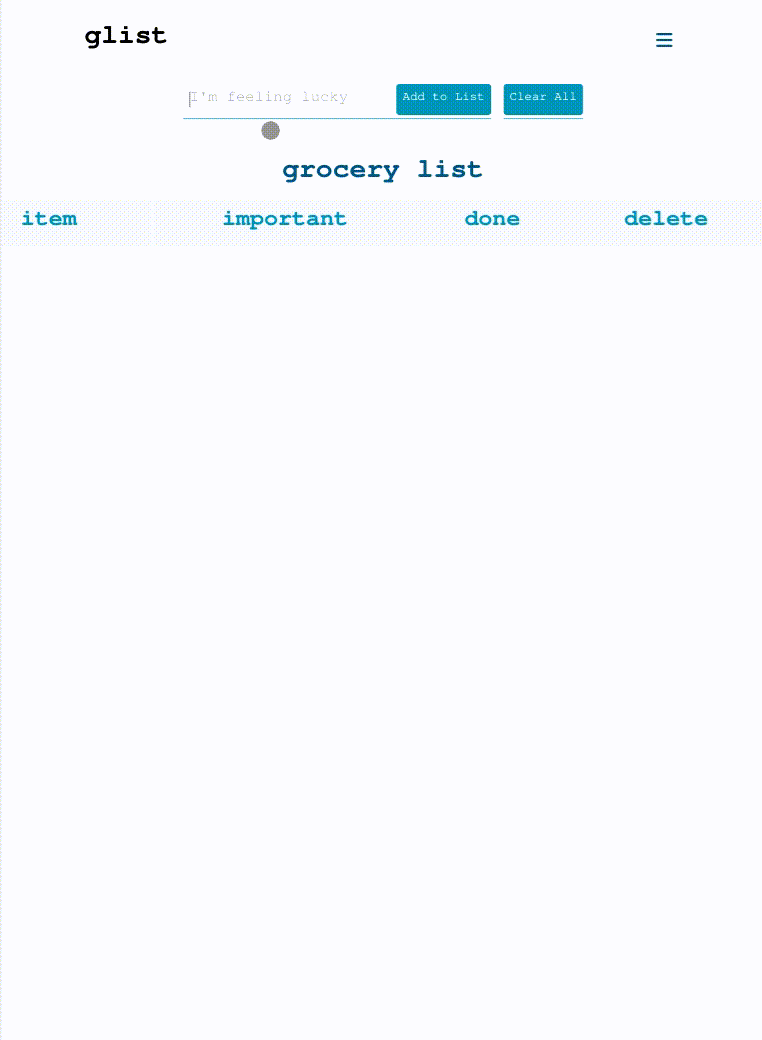 glist
I'm feeling lucky Add to List Clear All
grocery list
item important done delete